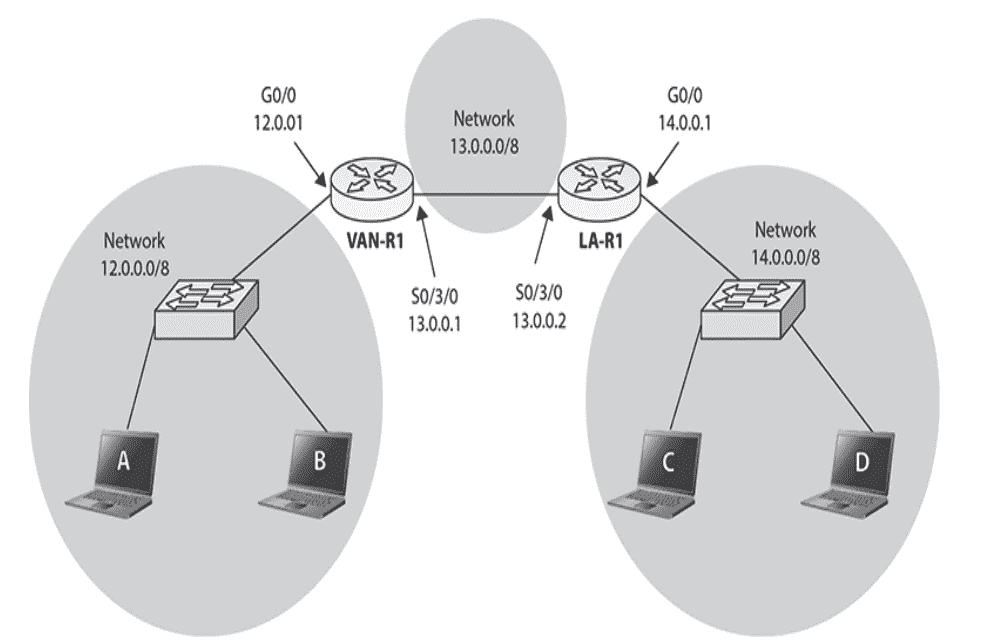 G0/0
12.0.01
Network
13.0.0.0/8
G0/0
14.0.0.1
VAN-R1
LA-R1
Network
12.0.0.0/8
Network
14.0.0.0/8
S0/3/0
13.0.0.1
S0/3/0
13.0.0.2
A
B
C
D